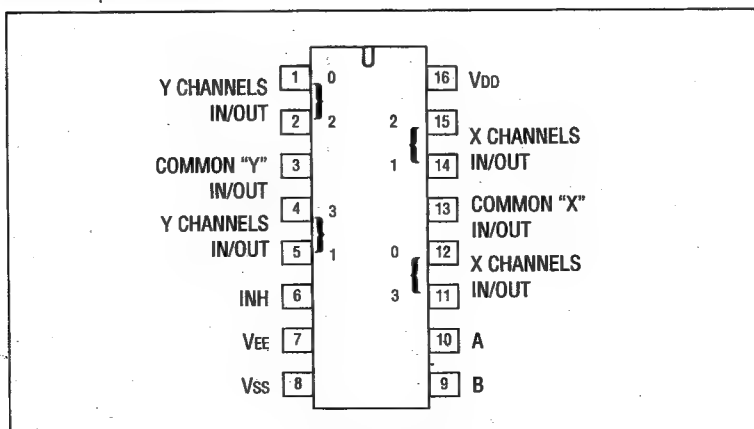 1 0 16 VDD
Y CHANNELS
IN/OUT
2 2 2 15
X CHANNELS
IN/OUT
1 14
COMMON "Y"
IN/OUT
3
13 COMMON "X"
IN/OUT
4 3
Y CHANNELS
IN/OUT
5 1
0 12
X CHANNELS
IN/OUT
3 11
INH 6
VEE 7
10 A
VSS 8
9 B